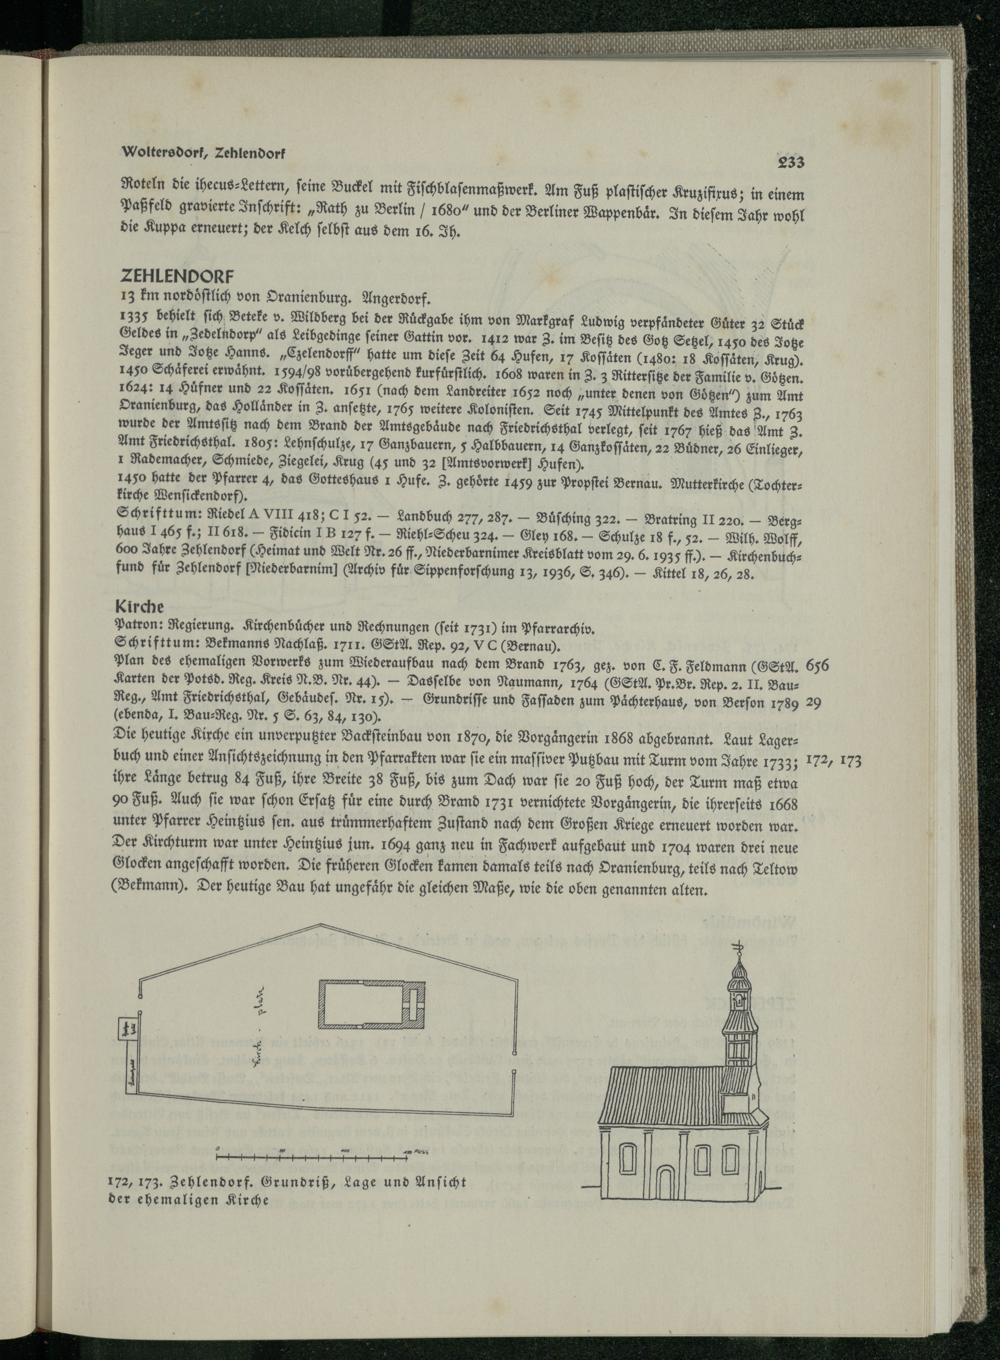 Woltersdorf, Zehlendorf
233
Roteln die ihecus-Lettern, seine Buckel mit Fischblasenmaßwerk. Am Fuß plastischer Kruzifixus; in einem
Paßfeld gravierte Inschrift: „Rath zu Berlin / 1680“ und der Berliner Wappenbär. In diesem Jahr wohl
die Kuppa erneuert; der Kelch selbst aus dem 16. Jh.
ZEHLENDORF
13 km nordöstlich von Oranienburg. Angerdorf.
1335 behielt sich Beteke v. Wildberg bei der Rückgabe ihm von Markgraf Ludwig verpfändeter Güter 32 Stück
Geldes in „Zedelndorp“ als Leibgedinge seiner Gattin vor. 1412 war Z. im Besitz des Götz Setzel, 1450 des Jotze
Jeger und Jotze Hanns. „Czelendorff“ hatte um diese Zeit 64 Hufen, 17 Kossäten (1480: 18 Kossäten, Krug).
1450 Schäferei erwähnt. 1594/98 vorübergehend kurfürstlich. 1608 waren in Z. 3 Rittersitze der Familie v. Götzen.
1624: 14 Hüfner und 22 Kossäten. 1651 (nach dem Landreiter 1652 noch „unter denen von Götzen“) zum Amt
Oranienburg, das Holländer in Z. ansetzte, 1765 weitere Kolonisten. Seit 1745 Mittelpunkt des Amtes Z., 1763
wurde der Amtssitz nach dem Brand der Amtsgebäude nach Friedrichsthal verlegt, seit 1767 hieß das Amt Z.
Amt Friedrichsthal. 1805: Lehnschulze, 17 Ganzbauern, 5 Halbbauern, 14 Ganzkossäten, 22 Büdner, 26 Einlieger,
1 Rademacher, Schmiede, Ziegelei, Krug (45 und 32 [Amtsvorwerk] Hufen).
1450 hatte der Pfarrer 4, das Gotteshaus 1 Hufe. Z. gehörte 1459 zur Propstei Bernau. Mutterkirche (Tochter-
kirche Wensickendorf).
Schrifttum: Riedel A VIII 418; C I 52. — Landbuch 277, 287. — Büsching 322. — Bratring II 220. — Berg-
haus I 465 f.; II 618. — Fidicin I B 127 f. — Riehl-Scheu 324. — Gley 168. — Schulze 18 f., 52. — Wilh. Wolff,
600 Jahre Zehlendorf (Heimat und Welt Nr. 26 ff., Niederbarnimer Kreisblatt vom 29. 6. 1935 ff.). — Kirchenbuch-
fund für Zehlendorf [Niederbarnim] (Archiv für Sippenforschung 13, 1936, S. 346). — Kittel 18, 26, 28.
Kirche
Patron: Regierung. Kirchenbücher und Rechnungen (seit 1731) im Pfarrarchiv.
Schrifttum: Bekmanns Nachlaß. 1711. GStA. Rep. 92, V C (Bernau).
Plan des ehemaligen Vorwerks zum Wiederaufbau nach dem Brand 1763, gez. von C. F. Feldmann (GStA. 656
Karten der Potsd. Reg. Kreis N.B. Nr. 44). — Dasselbe von Naumann, 1764 (GStA. Pr.Br. Rep. 2. II. Bau-
Reg., Amt Friedrichsthal, Gebäudes. Nr. 15). — Grundrisse und Fassaden zum Pächterhaus, von Berson 1789 29
(ebenda, I. Bau-Reg. Nr. 5 S. 63, 84, 130).
Die heutige Kirche ein unverputzter Backsteinbau von 1870, die Vorgängerin 1868 abgebrannt. Laut Lager-
buch und einer Ansichtszeichnung in den Pfarrakten war sie ein massiver Putzbau mit Turm vom Jahre 1733; 172, 173
ihre Länge betrug 84 Fuß, ihre Breite 38 Fuß, bis zum Dach war sie 20 Fuß hoch, der Turm maß etwa
90 Fuß. Auch sie war schon Ersatz für eine durch Brand 1731 vernichtete Vorgängerin, die ihrerseits 1668
unter Pfarrer Heintzius sen. aus trümmerhaftem Zustand nach dem Großen Kriege erneuert worden war.
Der Kirchturm war unter Heintzius jun. 1694 ganz neu in Fachwerk aufgebaut und 1704 waren drei neue
Glocken angeschafft worden. Die früheren Glocken kamen damals teils nach Oranienburg, teils nach Teltow
(Bekmann). Der heutige Bau hat ungefähr die gleichen Maße, wie die oben genannten alten.
Kirch-platz
0 50 100
172, 173. Zehlendorf. Grundriß, Lage und Ansicht
der ehemaligen Kirche